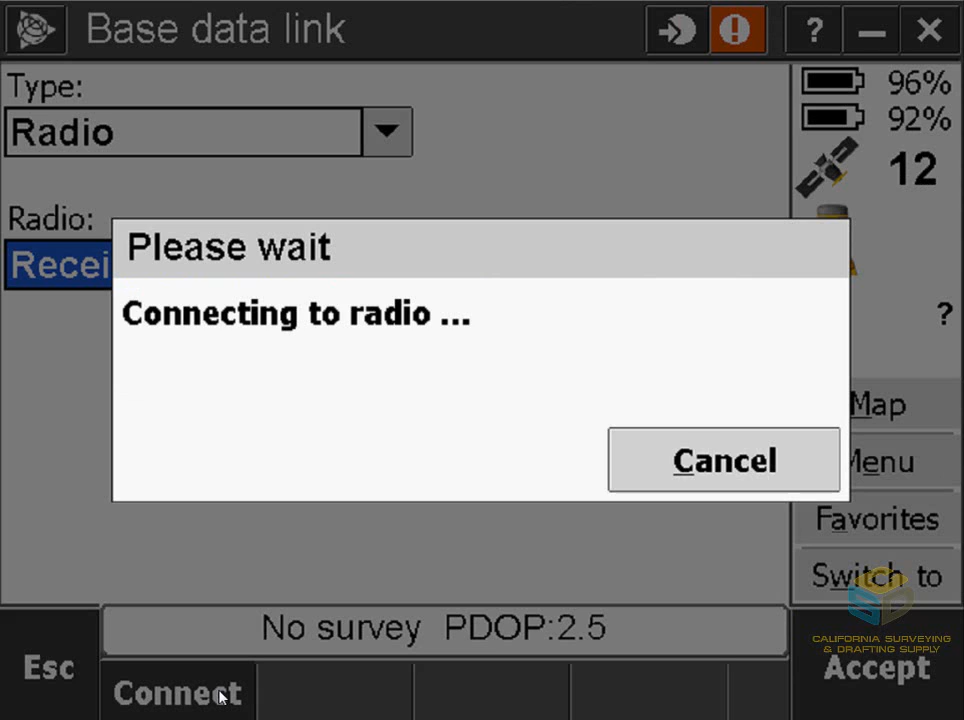 Base data link
?
Type:
96%
Radio
92%
12
Radio:
Recei
Please wait
Connecting to radio ...
?
Map
Cancel
Menu
Favorites
Switch to
CALIFORNIA SURVEYING
& DRAFTING SUPPLY
No survey PDOP:2.5
Esc
Accept
Connect